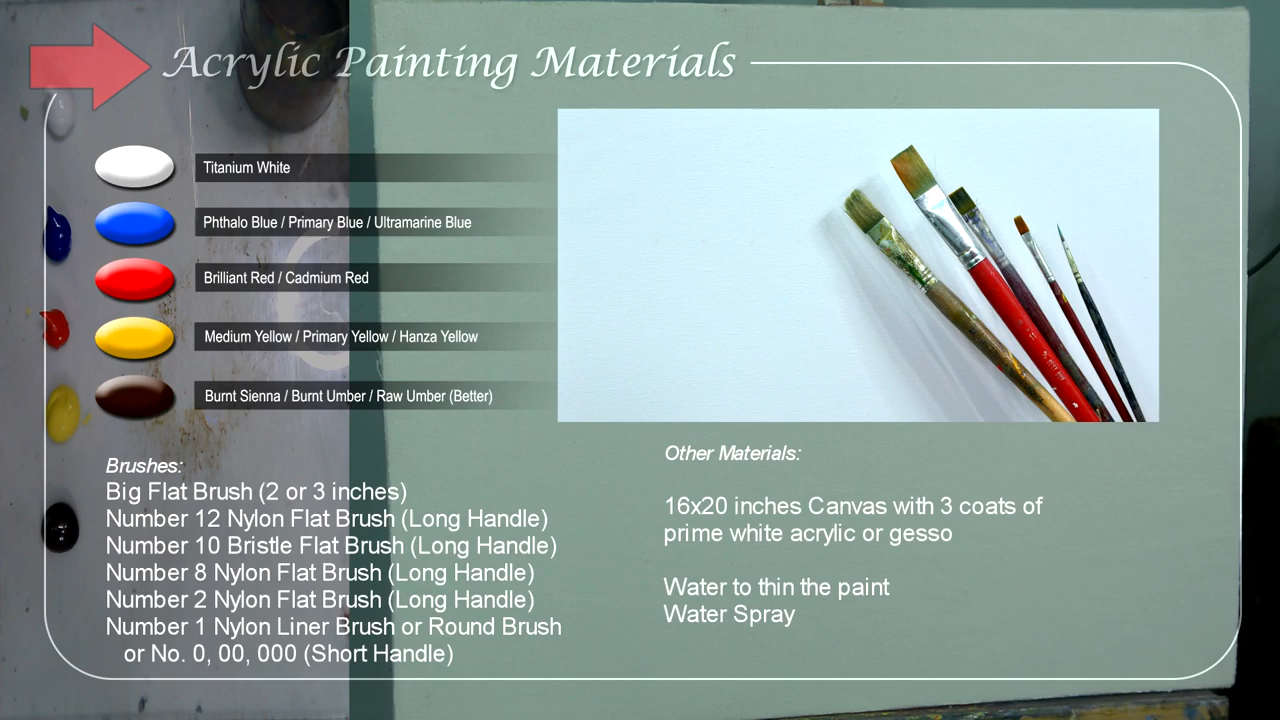 Acrylic Painting Materials
Titanium White
Phthalo Blue / Primary Blue / Ultramarine Blue
Brilliant Red / Cadmium Red
Medium Yellow / Primary Yellow / Hanza Yellow
Burnt Sienna / Burnt Umber / Raw Umber (Better)
Brushes:
Big Flat Brush (2 or 3 inches)
Number 12 Nylon Flat Brush (Long Handle)
Number 10 Bristle Flat Brush (Long Handle)
Number 8 Nylon Flat Brush (Long Handle)
Number 2 Nylon Flat Brush (Long Handle)
Number 1 Nylon Liner Brush or Round Brush
or No. 0, 00, 000 (Short Handle)
Other Materials:
16x20 inches Canvas with 3 coats of
prime white acrylic or gesso
Water to thin the paint
Water Spray